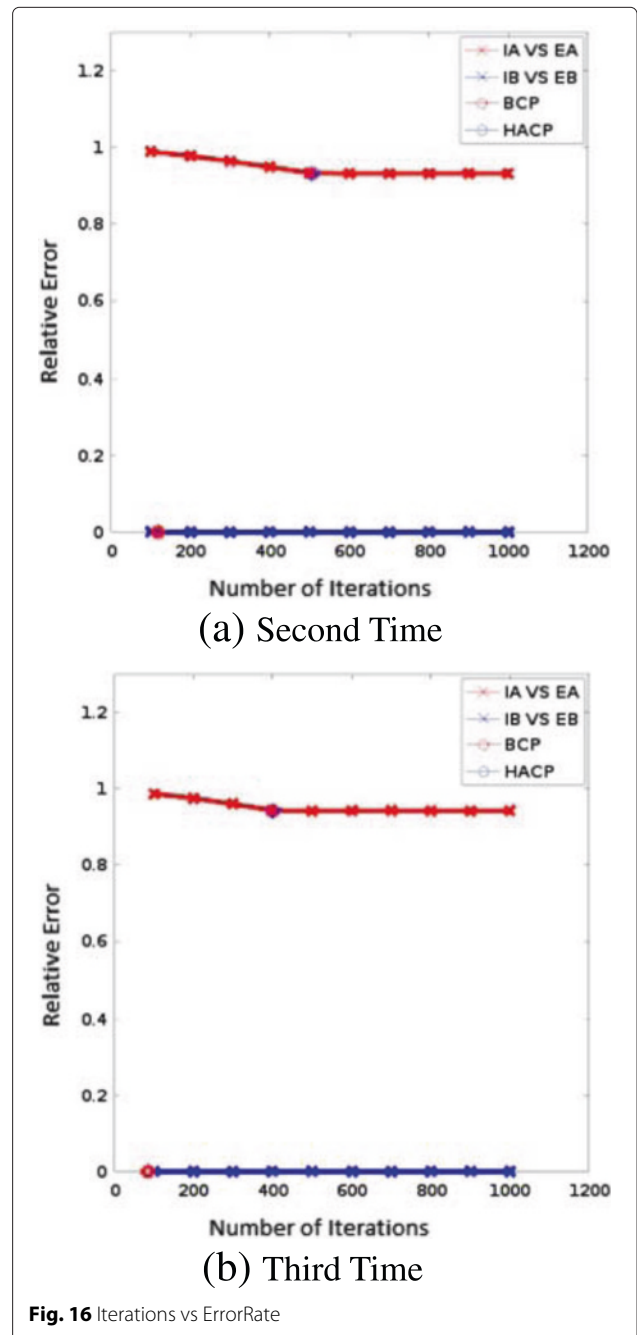 1.2
1
0.8
0.6
0.4
0.2
0
Relative Error
IA VS EA
IB VS EB
BCP
HACP
0 200 400 600 800 1000 1200
Number of Iterations
(a) Second Time
1.2
1
0.8
0.6
0.4
0.2
0
Relative Error
IA VS EA
IB VS EB
BCP
HACP
0 200 400 600 800 1000 1200
Number of Iterations
(b) Third Time
Fig. 16 Iterations vs ErrorRate